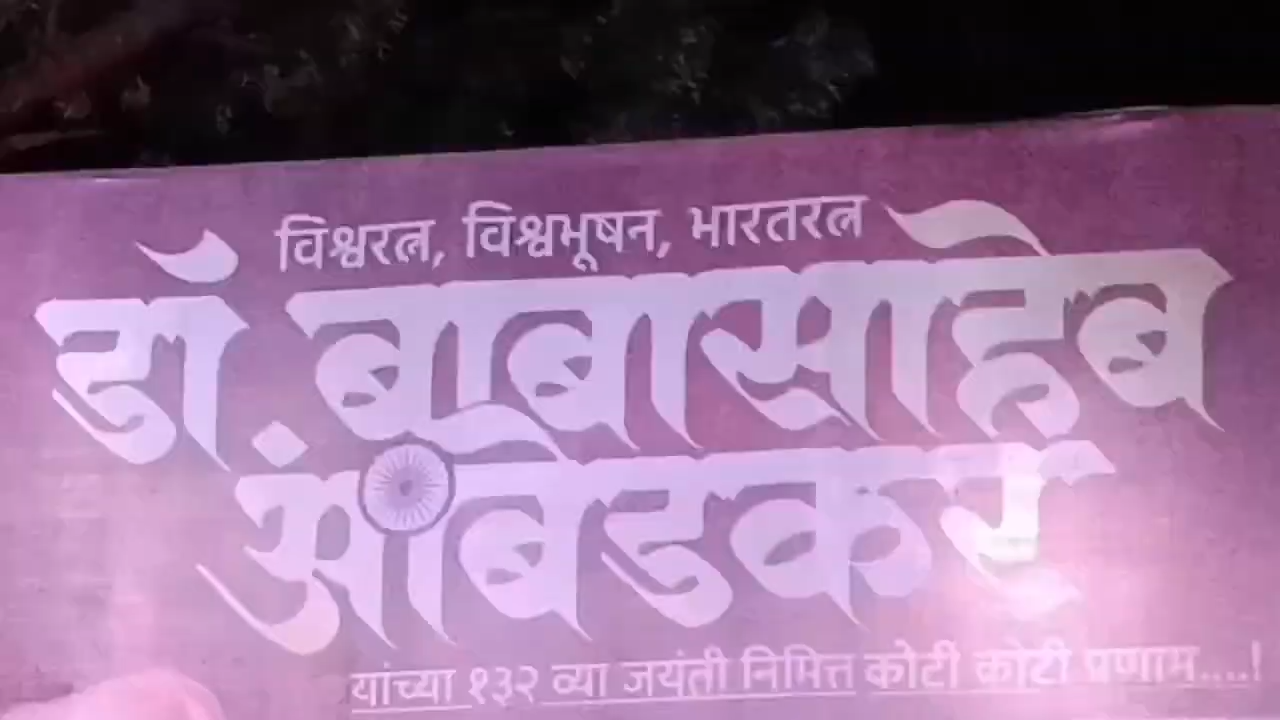 विश्वरत्न, विश्वभूषन, भारतरत्न
डॉ. बाबासाहेब
आंबेडकर
यांच्या १३२ व्या जयंती निमित्त कोटी कोटी प्रणाम....!